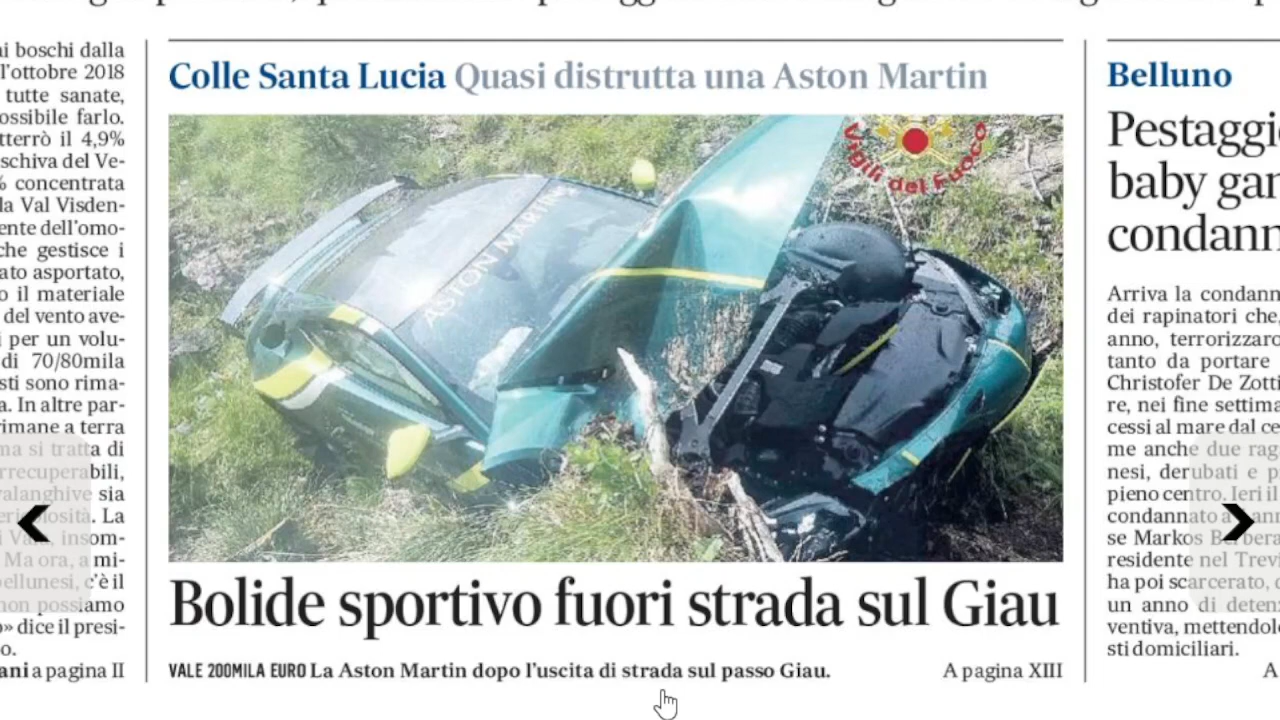 ni boschi dalla
l'ottobre 2018
tutte sanate,
ossibile farlo.
tterrò il 4,9%
schiva del Ve-
% concentrata
la Val Visden-
ente dell'omo-
che gestisce i
ato asportato,
o il materiale
del vento ave-
i per un volu-
di 70/80mila
sti sono rima-
a. In altre par-
rimane a terra
ma si tratta di
rrecuperabili,
valanghive sia
La
insom-
Ma ora, a mi-
bellunesi, c'è il
non possiamo
o» dice il presi-
o.
ani a pagina II
Colle Santa Lucia Quasi distrutta una Aston Martin
Vigili del Fuoco
ASTON MARTIN
Bolide sportivo fuori strada sul Giau
VALE 200MILA EURO La Aston Martin dopo l'uscita di strada sul passo Giau.
A pagina XIII
Belluno
Pestaggi
baby gan
condann
Arriva la condann
dei rapinatori che,
anno, terrorizzaro
tanto da portare
Christofer De Zotti
re, nei fine settima
cessi al mare dal ce
me anche due rag
nesi, derubati e p
pieno centro. Ieri il
condannato a
se Markos
residente nel Trevi
ha poi scarcerato,
un anno di deten
ventiva, mettendol
sti domiciliari.
A